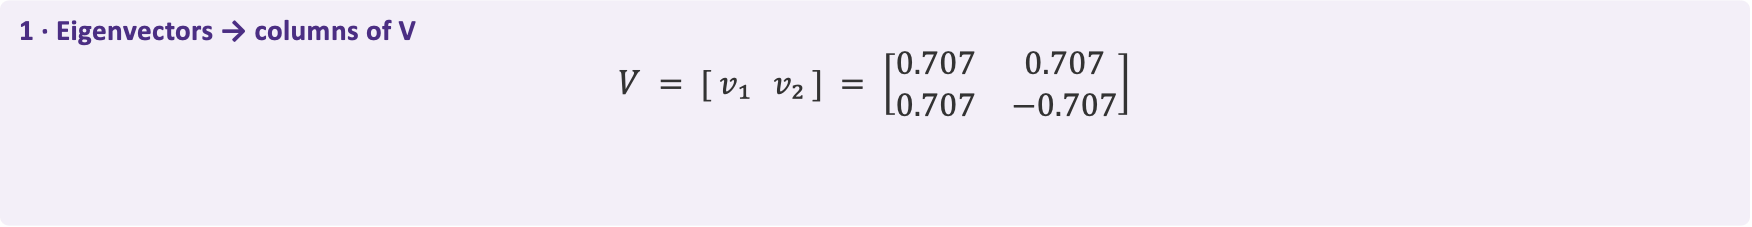 1 · Eigenvectors → columns of V
V = [ v₁ v₂ ] = [0.707 0.707
0.707 −0.707]